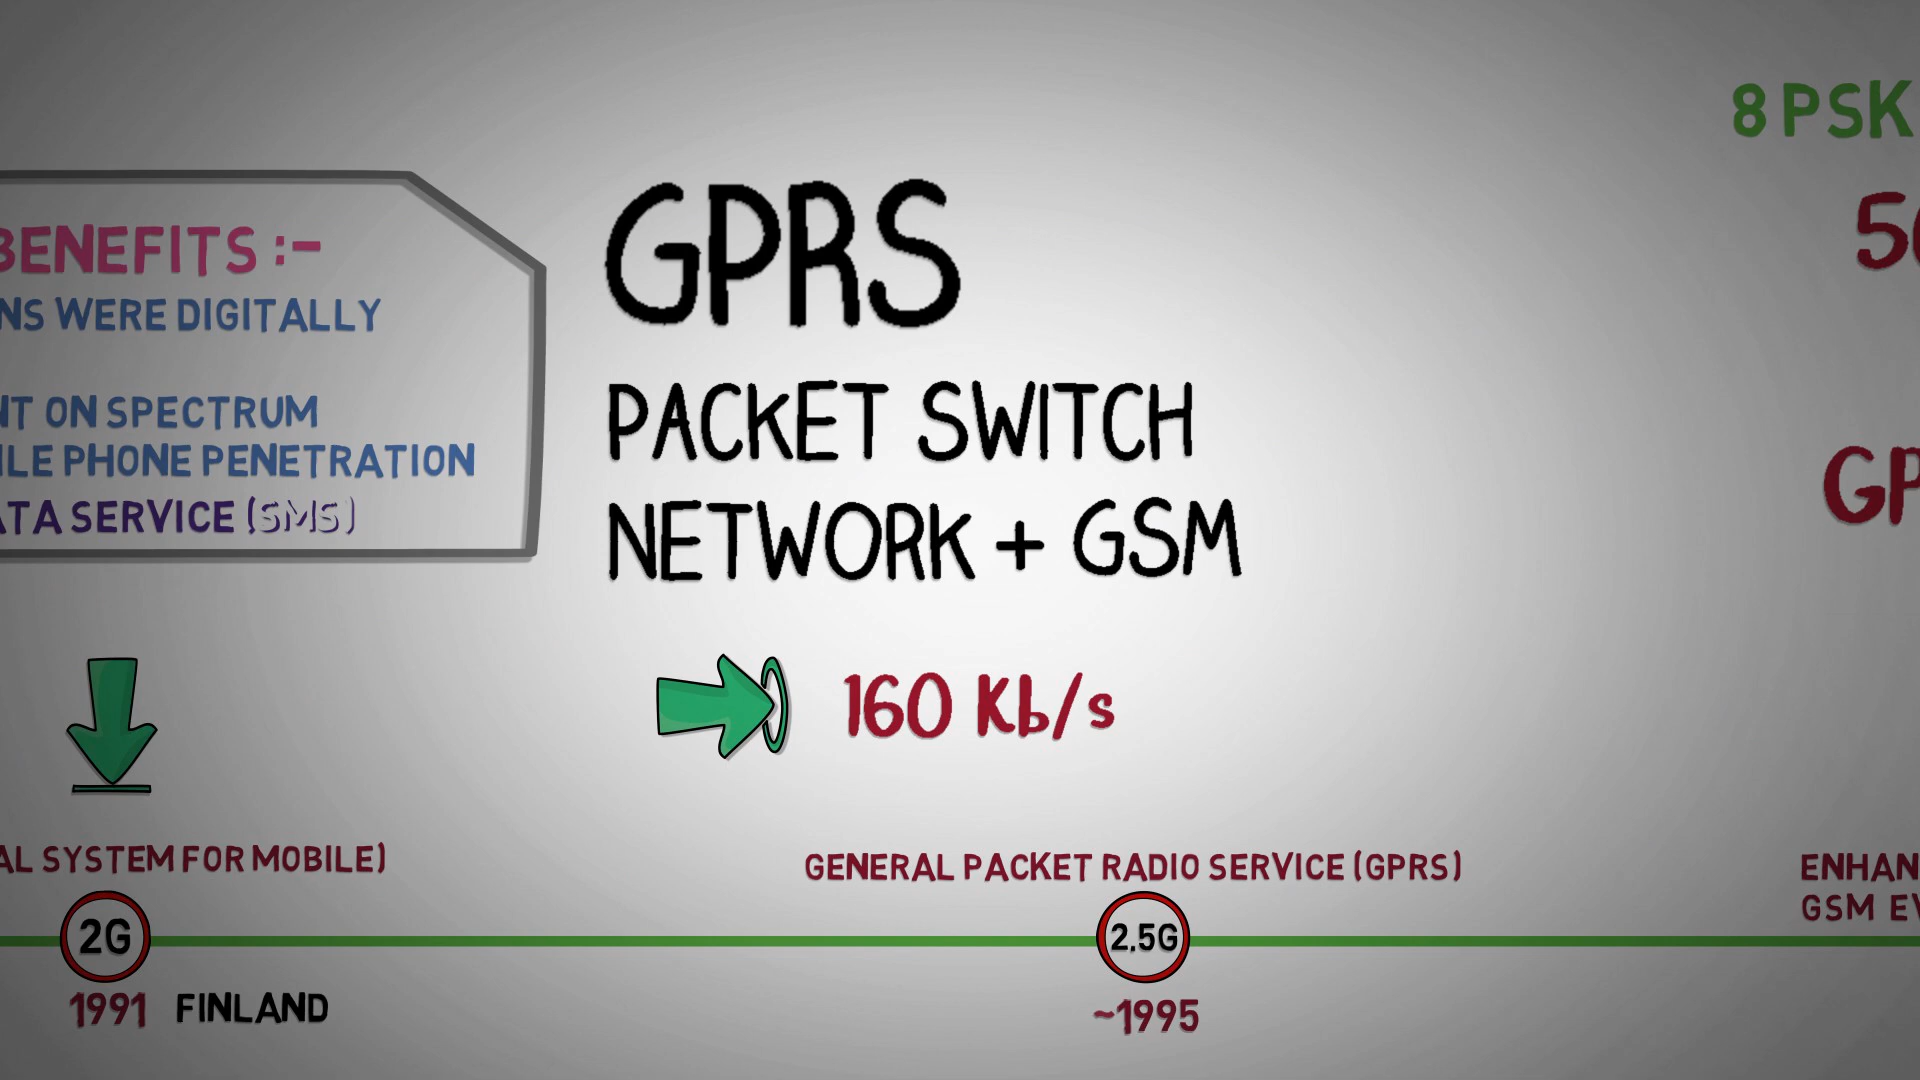 8 PSK
BENEFITS :-
NS WERE DIGITALLY
NT ON SPECTRUM
ILE PHONE PENETRATION
ATA SERVICE (SMS)
GPRS
PACKET SWITCH
NETWORK + GSM
160 Kb/s
50
GP
AL SYSTEM FOR MOBILE)
GENERAL PACKET RADIO SERVICE (GPRS)
ENHAN
GSM EV
2G
2.5G
1991 FINLAND
~1995